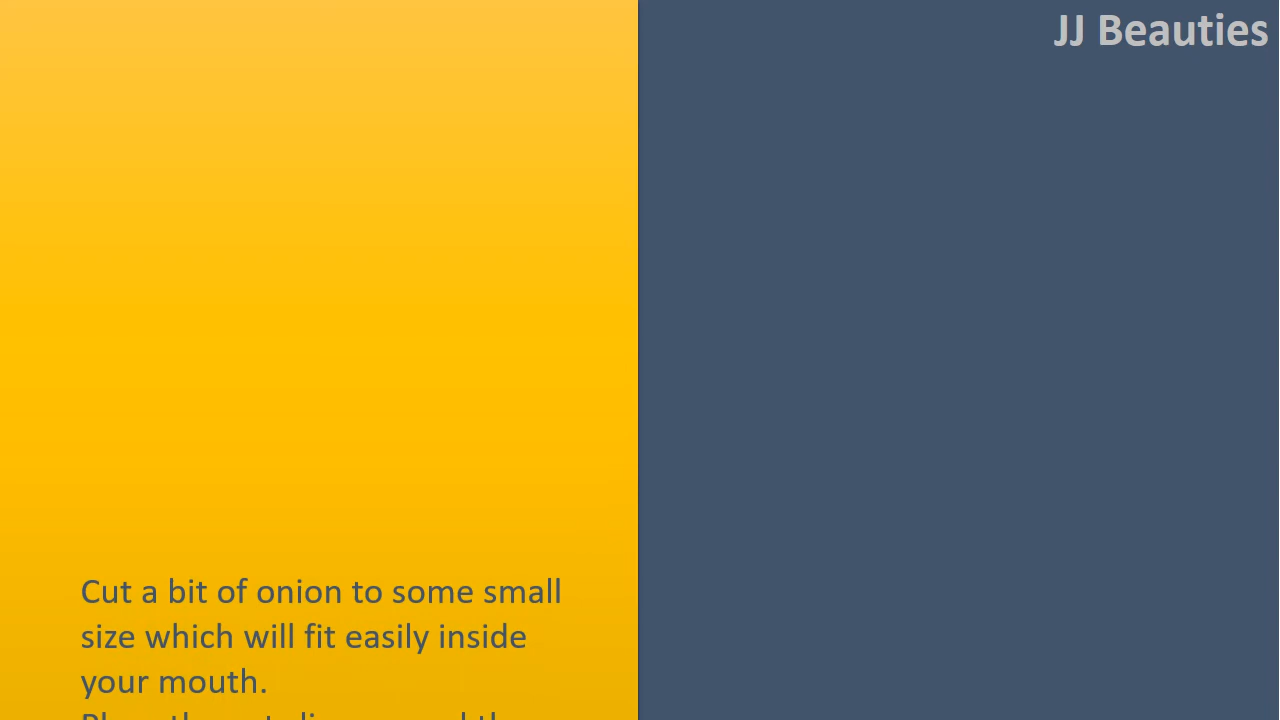 JJ Beauties
Cut a bit of onion to some small
size which will fit easily inside
your mouth.